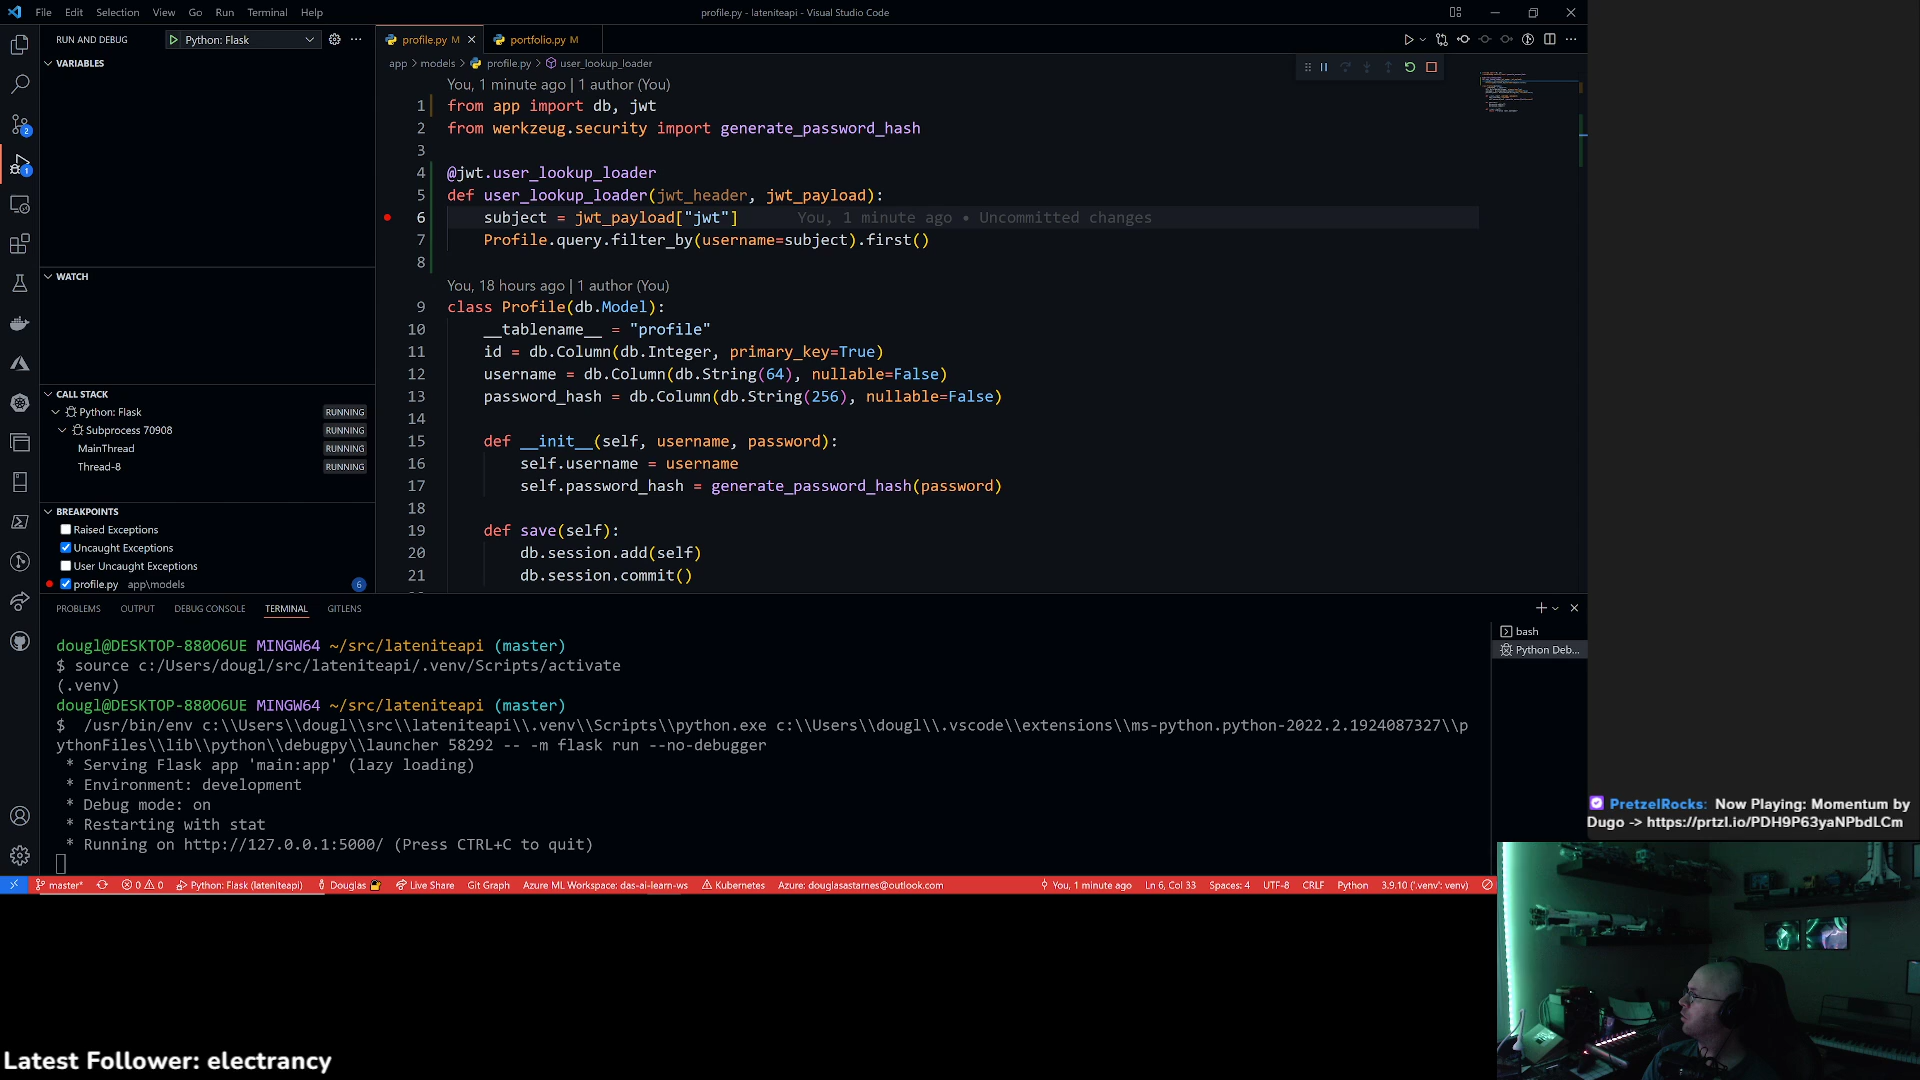 File Edit Selection View Go Run Terminal Help
profile.py - lateniteapi - Visual Studio Code
RUN AND DEBUG
Python: Flask
VARIABLES
WATCH
CALL STACK
Python: Flask RUNNING
Subprocess 70908 RUNNING
MainThread RUNNING
Thread-8 RUNNING
BREAKPOINTS
Raised Exceptions
Uncaught Exceptions
User Uncaught Exceptions
profile.py app\models 6
2
1
profile.py M
portfolio.py M
app > models > profile.py > user_lookup_loader
You, 1 minute ago | 1 author (You)
1 from app import db, jwt
2 from werkzeug.security import generate_password_hash
3
4 @jwt.user_lookup_loader
5 def user_lookup_loader(jwt_header, jwt_payload):
6 subject = jwt_payload["jwt"] You, 1 minute ago • Uncommitted changes
7 Profile.query.filter_by(username=subject).first()
8
You, 18 hours ago | 1 author (You)
9 class Profile(db.Model):
10 __tablename__ = "profile"
11 id = db.Column(db.Integer, primary_key=True)
12 username = db.Column(db.String(64), nullable=False)
13 password_hash = db.Column(db.String(256), nullable=False)
14
15 def __init__(self, username, password):
16 self.username = username
17 self.password_hash = generate_password_hash(password)
18
19 def save(self):
20 db.session.add(self)
21 db.session.commit()
PROBLEMS OUTPUT DEBUG CONSOLE TERMINAL GITLENS
dougl@DESKTOP-880O6UE MINGW64 ~/src/lateniteapi (master)
$ source c:/Users/dougl/src/lateniteapi/.venv/Scripts/activate
(.venv)
dougl@DESKTOP-880O6UE MINGW64 ~/src/lateniteapi (master)
$ /usr/bin/env c:\\Users\\dougl\\src\\lateniteapi\\.venv\\Scripts\\python.exe c:\\Users\\dougl\\.vscode\\extensions\\ms-python.python-2022.2.1924087327\\p
ythonFiles\\lib\\python\\debugpy\\launcher 58292 -- -m flask run --no-debugger
* Serving Flask app 'main:app' (lazy loading)
* Environment: development
* Debug mode: on
* Restarting with stat
* Running on http://127.0.0.1:5000/ (Press CTRL+C to quit)
bash
Python Deb...
master* 0 0 Python: Flask (lateniteapi) Douglas Live Share Git Graph Azure ML Workspace: das-ai-learn-ws Kubernetes Azure: douglasastarnes@outlook.com You, 1 minute ago Ln 6, Col 33 Spaces: 4 UTF-8 CRLF Python 3.9.10 ('.venv': venv)
PretzelRocks: Now Playing: Momentum by
Dugo -> https://prtzl.io/PDH9P63yaNPbdLCm
Latest Follower: electrancy